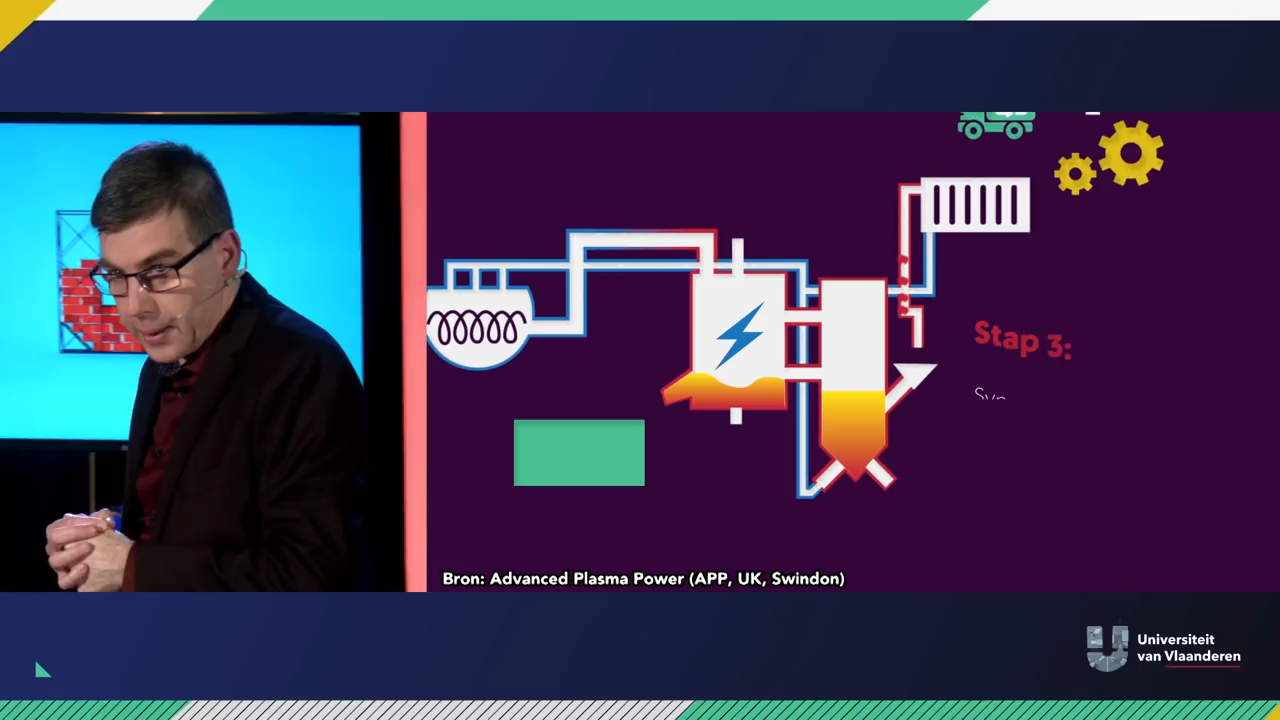 Stap 3:
Bron: Advanced Plasma Power (APP, UK, Swindon)
Universiteit
van Vlaanderen